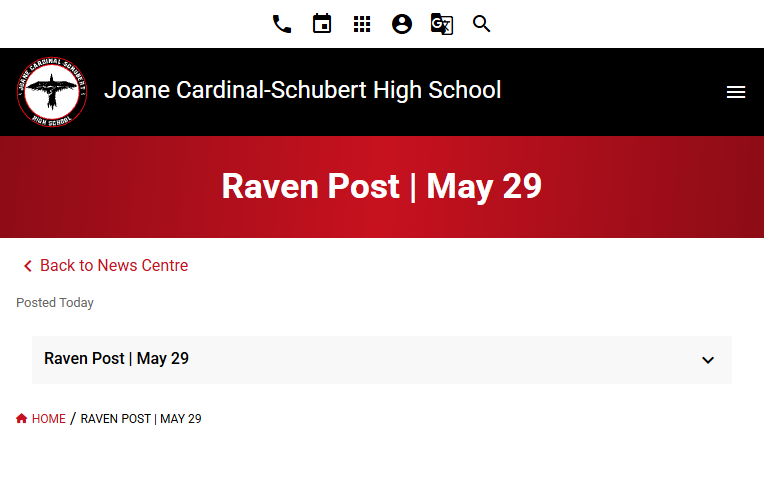 JOANE CARDINAL-SCHUBERT
HIGH SCHOOL
Joane Cardinal-Schubert High School
Raven Post | May 29
Back to News Centre
Posted Today
Raven Post | May 29
HOME / RAVEN POST | MAY 29